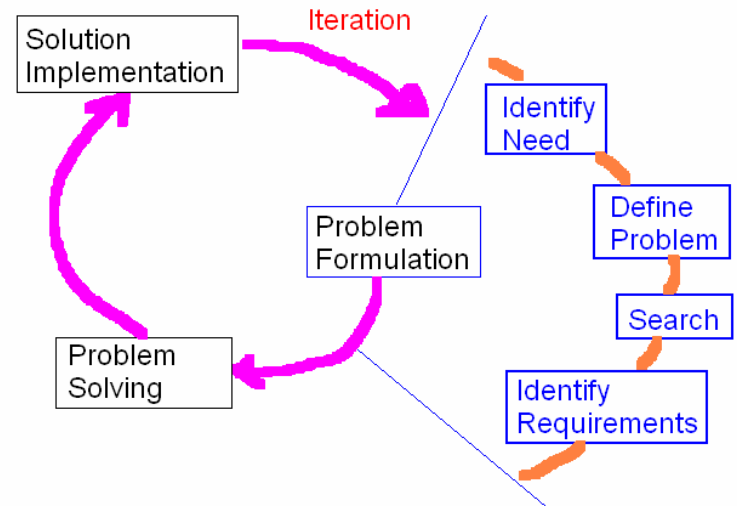 Iteration
Solution
Implementation
Identify
Need
Problem
Formulation
Define
Problem
Search
Problem
Solving
Identify
Requirements